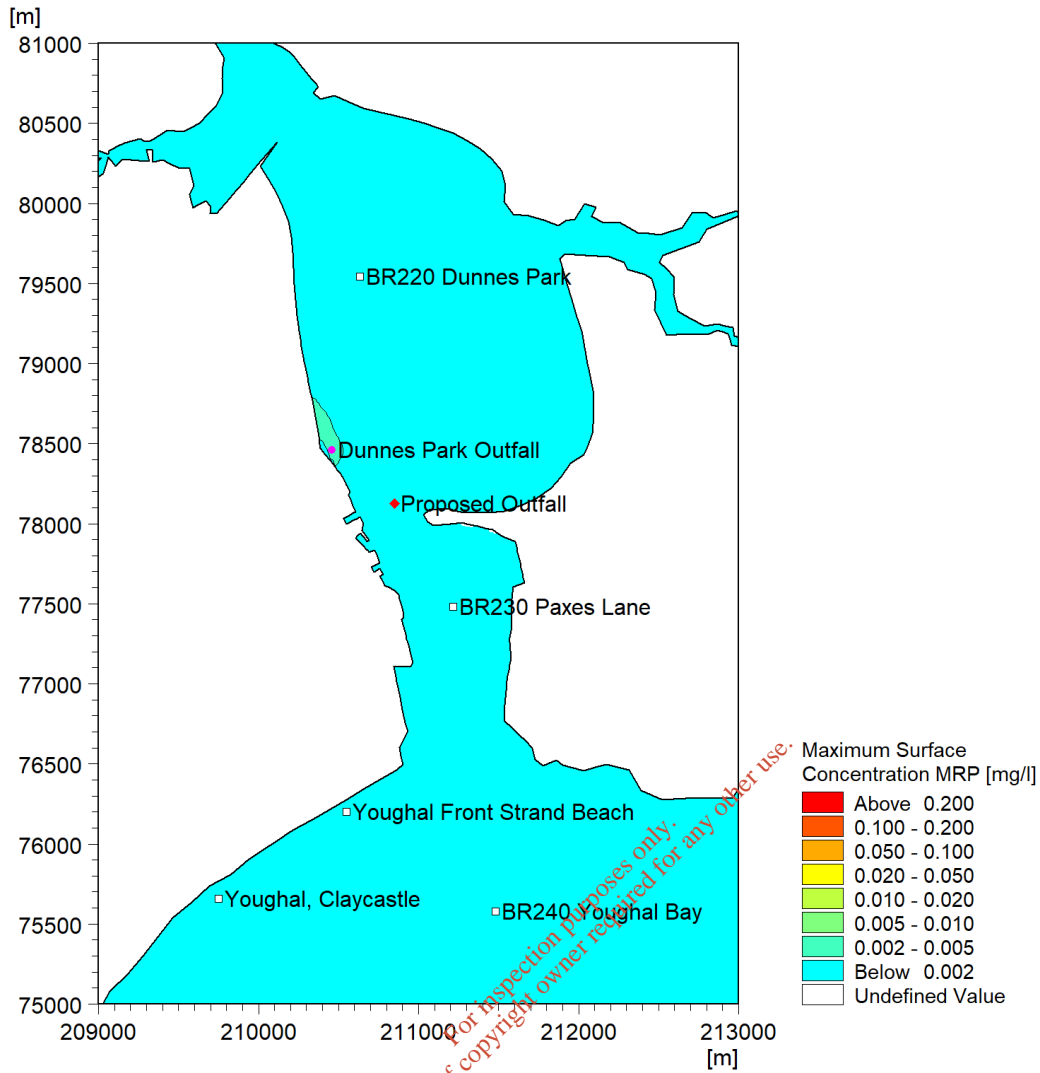 [m]
81000
80500
80000
79500
79000
78500
78000
77500
77000
76500
76000
75500
75000
209000
210000
211000
212000
213000
[m]
BR220 Dunnes Park
Dunnes Park Outfall
Proposed Outfall
BR230 Paxes Lane
Youghal Front Strand Beach
Youghal, Claycastle
BR240 Youghal Bay
For inspection purposes only.
copyright owner required for any other use.
Maximum Surface
Concentration MRP [mg/l]
Above 0.200
0.100 - 0.200
0.050 - 0.100
0.020 - 0.050
0.010 - 0.020
0.005 - 0.010
0.002 - 0.005
Below 0.002
Undefined Value